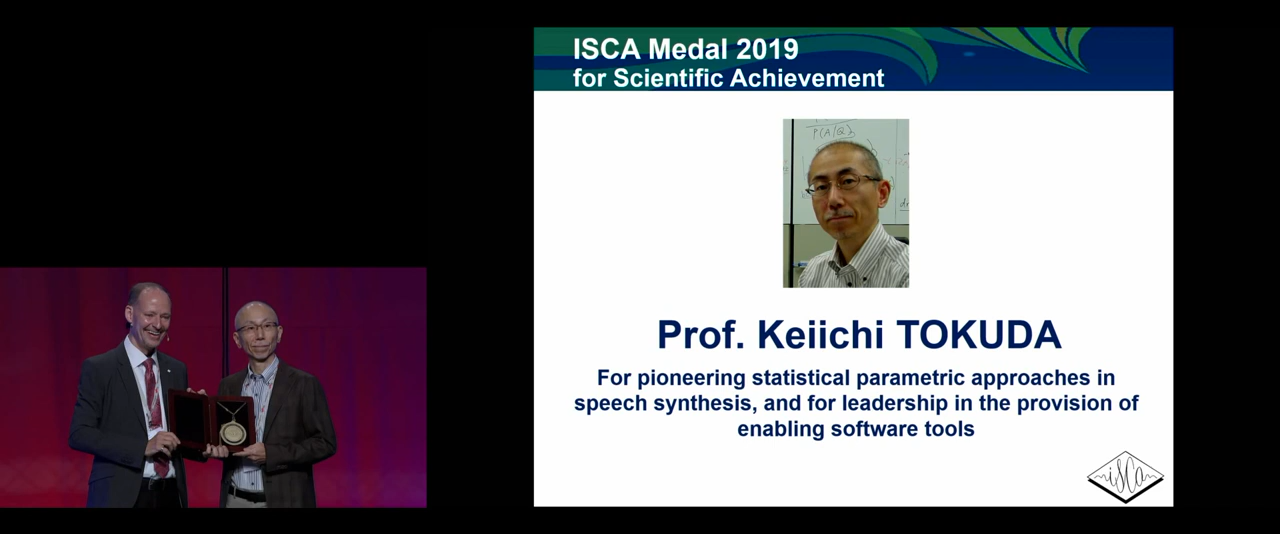 ISCA Medal 2019
for Scientific Achievement
P(A|Q)
Prof. Keiichi TOKUDA
For pioneering statistical parametric approaches in
speech synthesis, and for leadership in the provision of
enabling software tools
isca